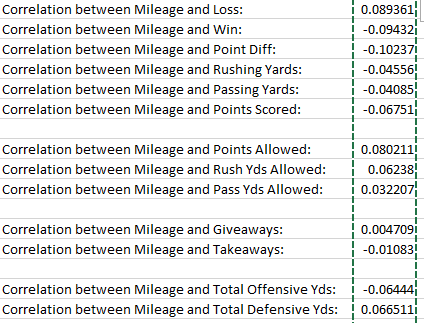 Correlation between Mileage and Loss: 0.089361
Correlation between Mileage and Win: -0.09432
Correlation between Mileage and Point Diff: -0.10237
Correlation between Mileage and Rushing Yards: -0.04556
Correlation between Mileage and Passing Yards: -0.04085
Correlation between Mileage and Points Scored: -0.06751
Correlation between Mileage and Points Allowed: 0.080211
Correlation between Mileage and Rush Yds Allowed: 0.06238
Correlation between Mileage and Pass Yds Allowed: 0.032207
Correlation between Mileage and Giveaways: 0.004709
Correlation between Mileage and Takeaways: -0.01083
Correlation between Mileage and Total Offensive Yds: -0.06444
Correlation between Mileage and Total Defensive Yds: 0.066511